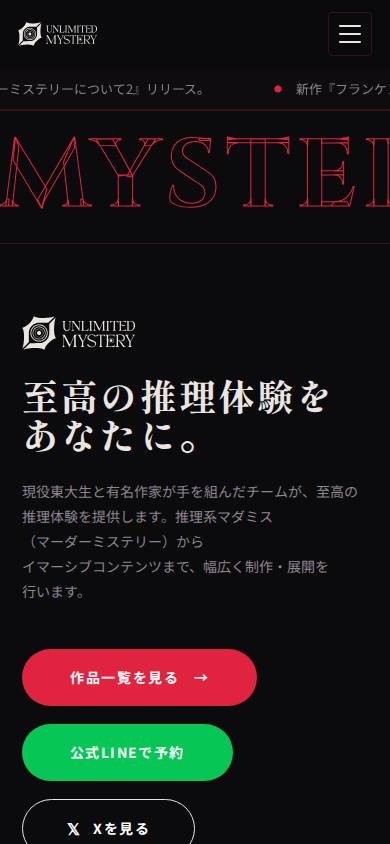 UNLIMITED
MYSTERY
ーミステリーについて2』リリース。 ● 新作『フランケ
MYSTE
UNLIMITED
MYSTERY
至高の推理体験を
あなたに。
現役東大生と有名作家が手を組んだチームが、至高の
推理体験を提供します。推理系マダミス
（マーダーミステリー）から
イマーシブコンテンツまで、幅広く制作・展開を
行います。
作品一覧を見る →
公式LINEで予約
𝕏 Xを見る